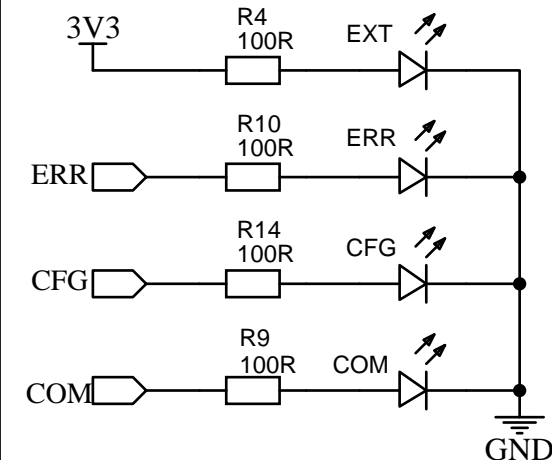 3V3
R4
100R
EXT
R10
100R
ERR
ERR
R14
100R
CFG
CFG
R9
100R
COM
COM
GND